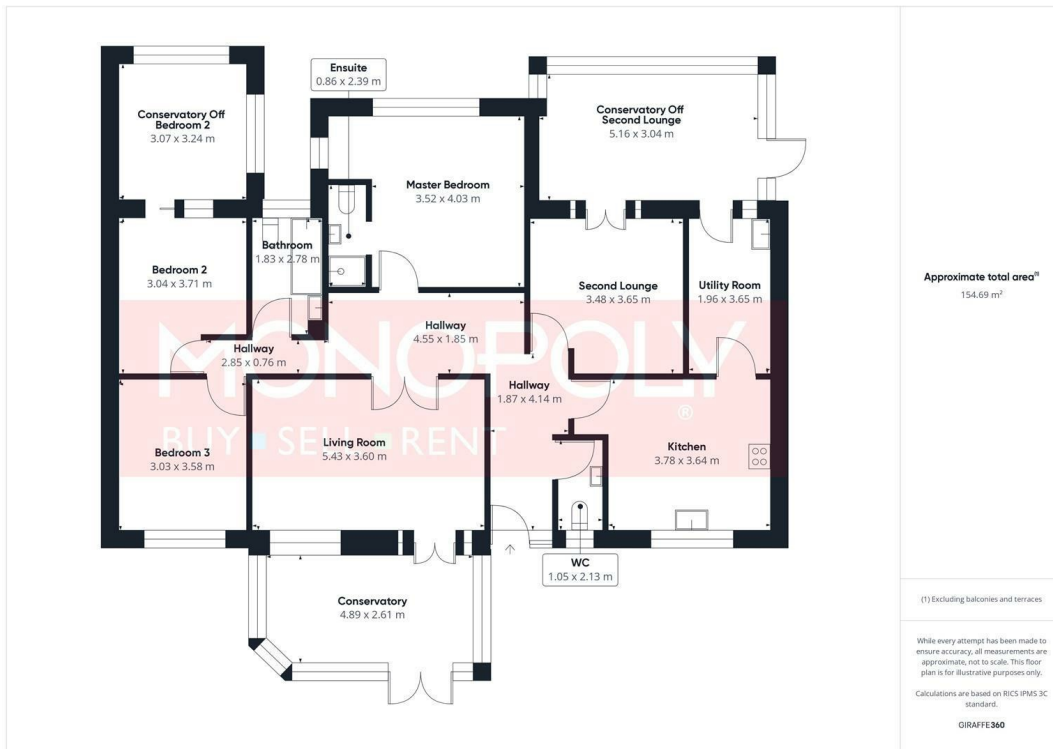 Ensuite
0.86 x 2.39 m
Conservatory Off
Bedroom 2
3.07 x 3.24 m
Conservatory Off
Second Lounge
5.16 x 3.04 m
Master Bedroom
3.52 x 4.03 m
Bathroom
1.83 x 2.78 m
Bedroom 2
3.04 x 3.71 m
Second Lounge
3.48 x 3.65 m
Utility Room
1.96 x 3.65 m
Hallway
4.55 x 1.85 m
Hallway
2.85 x 0.76 m
Hallway
1.87 x 4.14 m
MONOPOLY
®
BUY SELL RENT
Bedroom 3
3.03 x 3.58 m
Living Room
5.43 x 3.60 m
Kitchen
3.78 x 3.64 m
WC
1.05 x 2.13 m
Conservatory
4.89 x 2.61 m
Approximate total area(1)
154.69 m²
(1) Excluding balconies and terraces
While every attempt has been made to
ensure accuracy, all measurements are
approximate, not to scale. This floor
plan is for illustrative purposes only.
Calculations are based on RICS IPMS 3C
standard.
GIRAFFE360